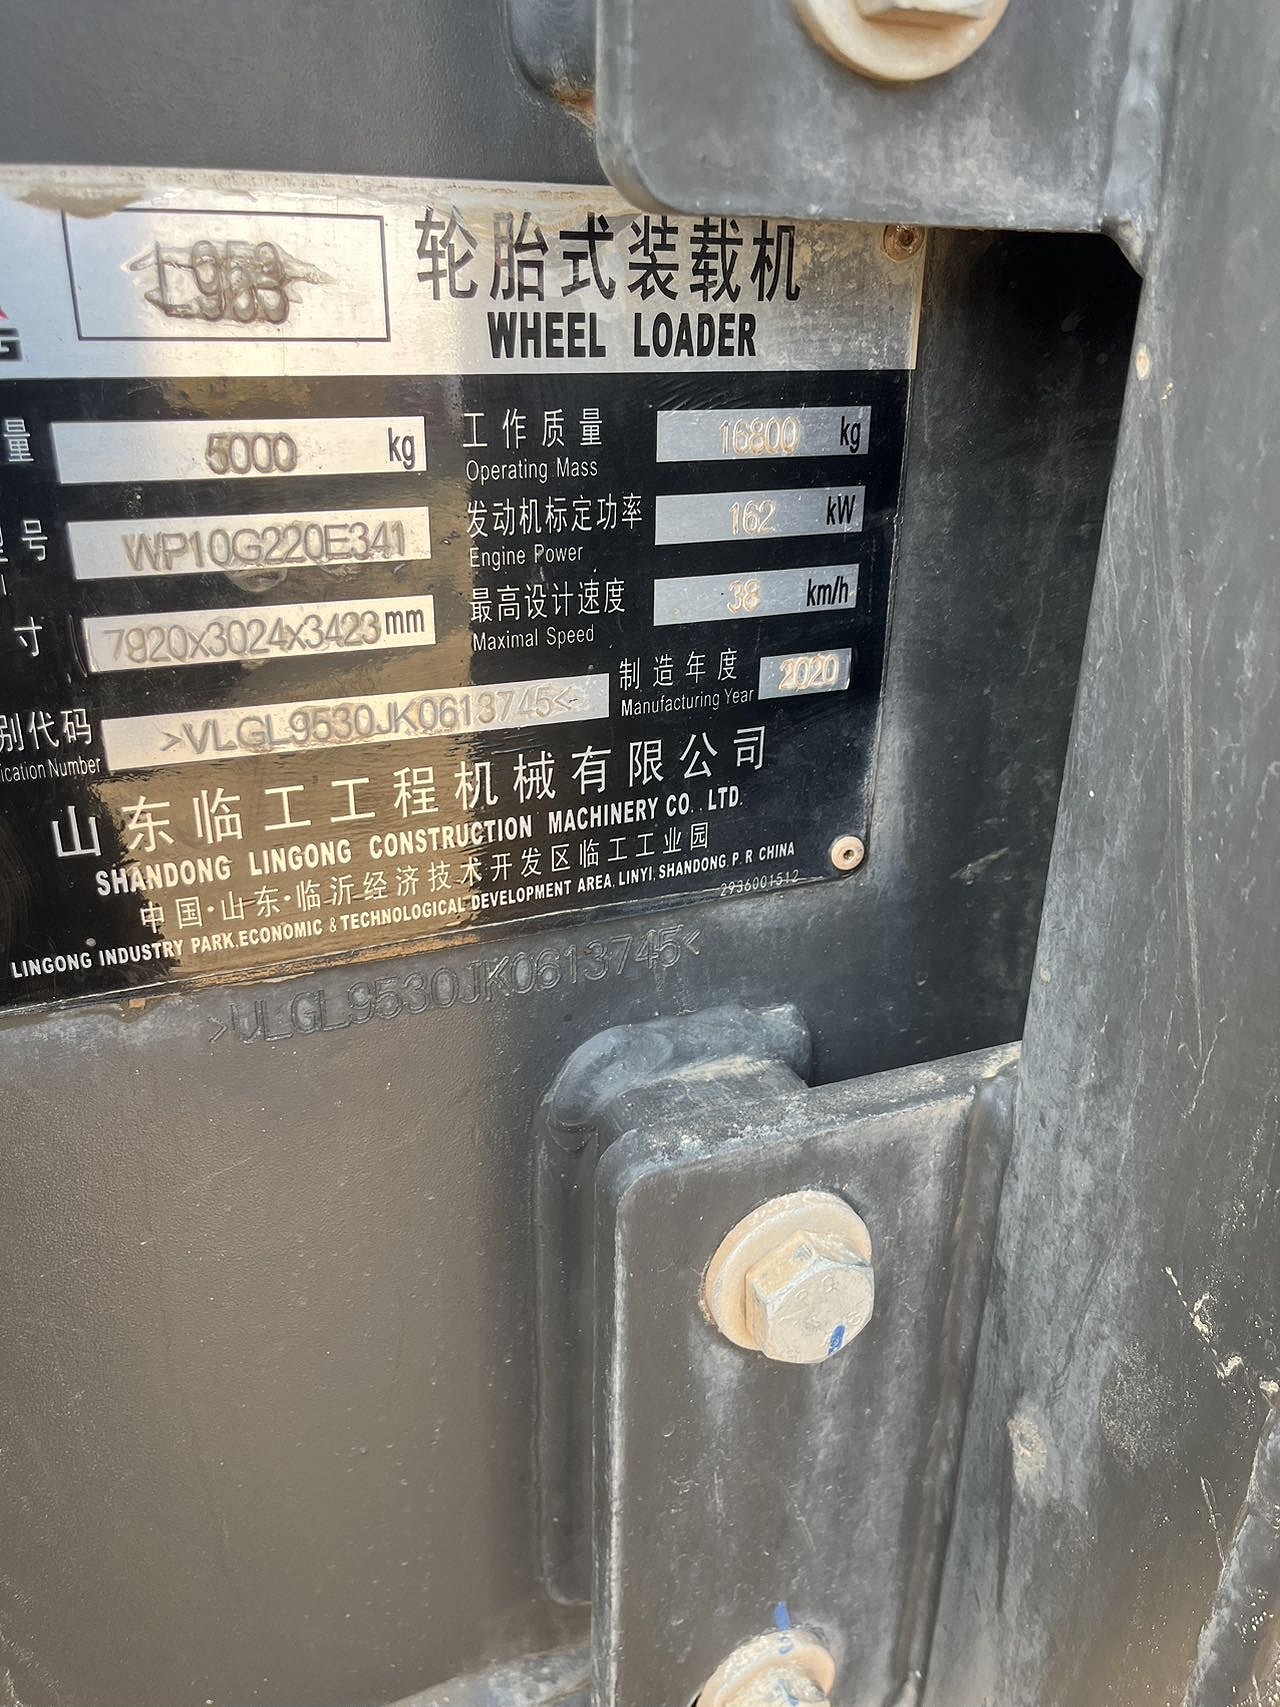 L953
轮胎式装载机
WHEEL LOADER
G
量 5000 kg
工作质量 16800 kg
Operating Mass
型号 WP10G220E341
发动机标定功率 162 kW
Engine Power
寸 7920x3024x3423 mm
最高设计速度 38 km/h
Maximal Speed
别代码 >VLGL9530JK0613745<
ication Number
制造年度 2020
Manufacturing Year
山东临工工程机械有限公司
SHANDONG LINGONG CONSTRUCTION MACHINERY CO., LTD.
中国·山东·临沂经济技术开发区临工工业园
LINGONG INDUSTRY PARK,ECONOMIC & TECHNOLOGICAL DEVELOPMENT AREA, LINYI, SHANDONG, P. R. CHINA
2936001512
>VLGL9530JK0613745<